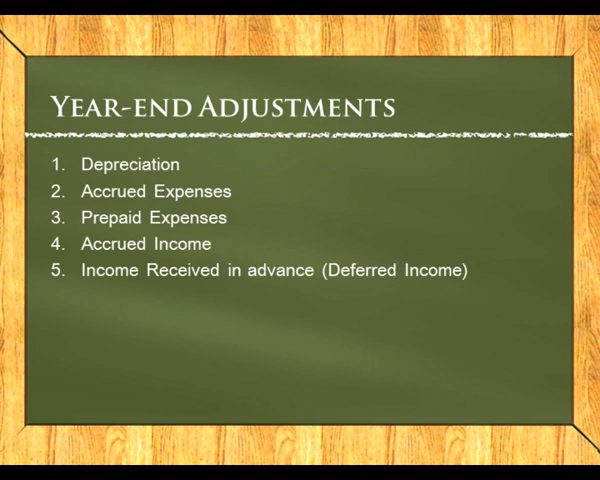 Year-end Adjustments
1. Depreciation
2. Accrued Expenses
3. Prepaid Expenses
4. Accrued Income
5. Income Received in advance (Deferred Income)